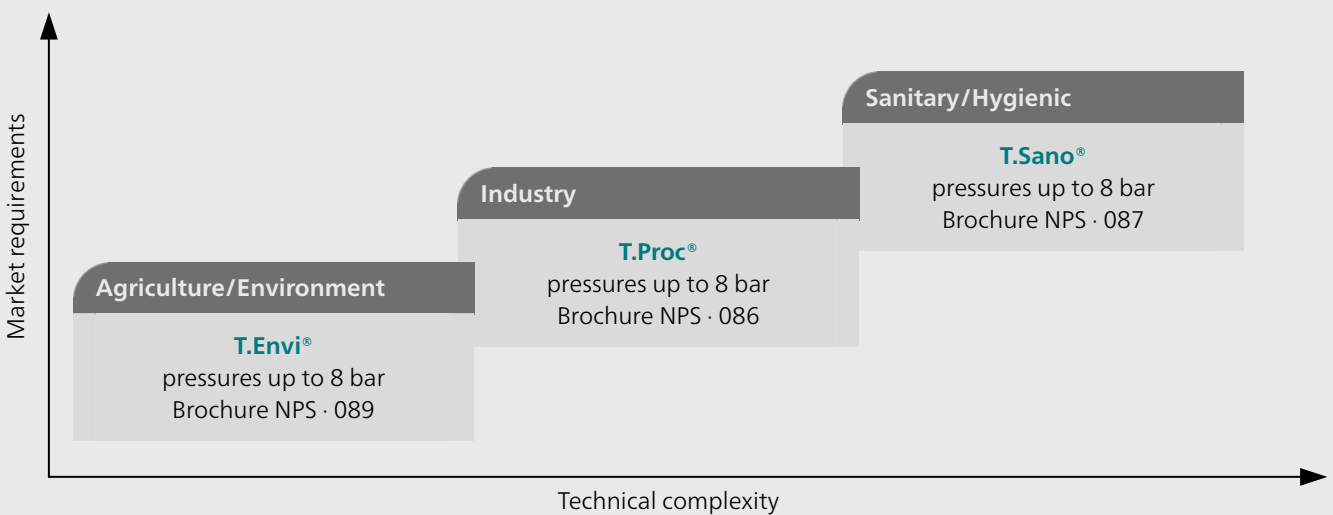 Market requirements
Sanitary/Hygienic
T.Sano®
pressures up to 8 bar
Brochure NPS · 087
Industry
T.Proc®
pressures up to 8 bar
Brochure NPS · 086
Agriculture/Environment
T.Envi®
pressures up to 8 bar
Brochure NPS · 089
Technical complexity